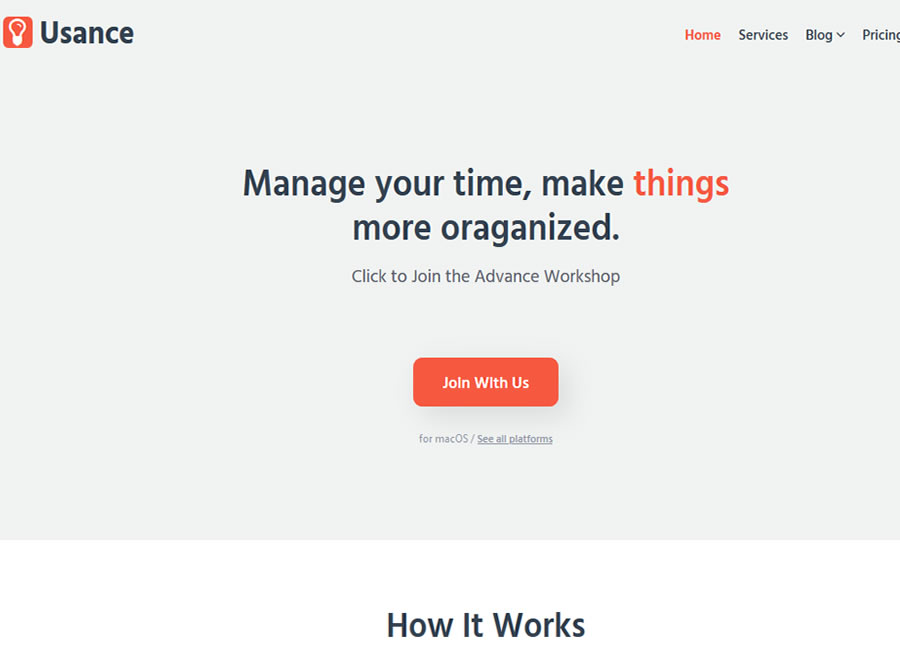 Usance
Home Services Blog Pricing
Manage your time, make things
more oraganized.
Click to Join the Advance Workshop
Join With Us
for macOS / See all platforms
How It Works